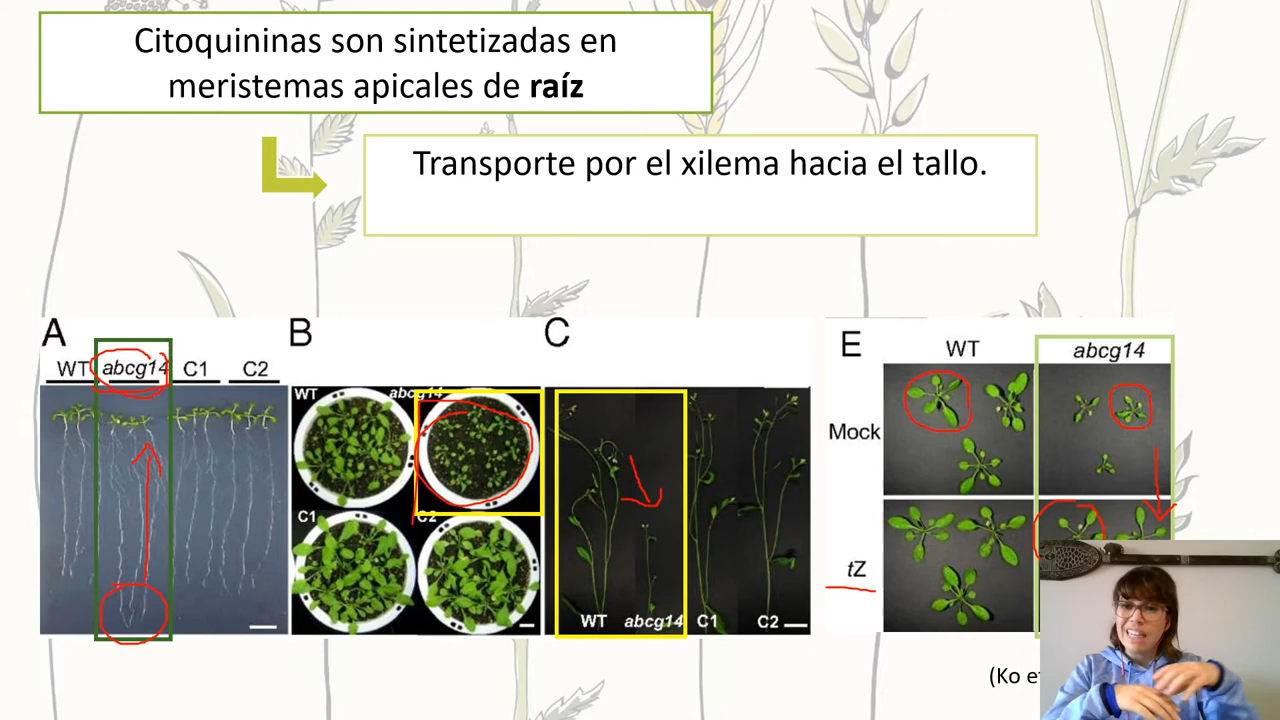 Citoquininas son sintetizadas en
meristemas apicales de raíz
Transporte por el xilema hacia el tallo.
A
WT abcg14 C1 C2
B
WT abcg14
C1 C2
C
WT abcg14 C1 C2
E
WT abcg14
Mock
tZ
(Ko